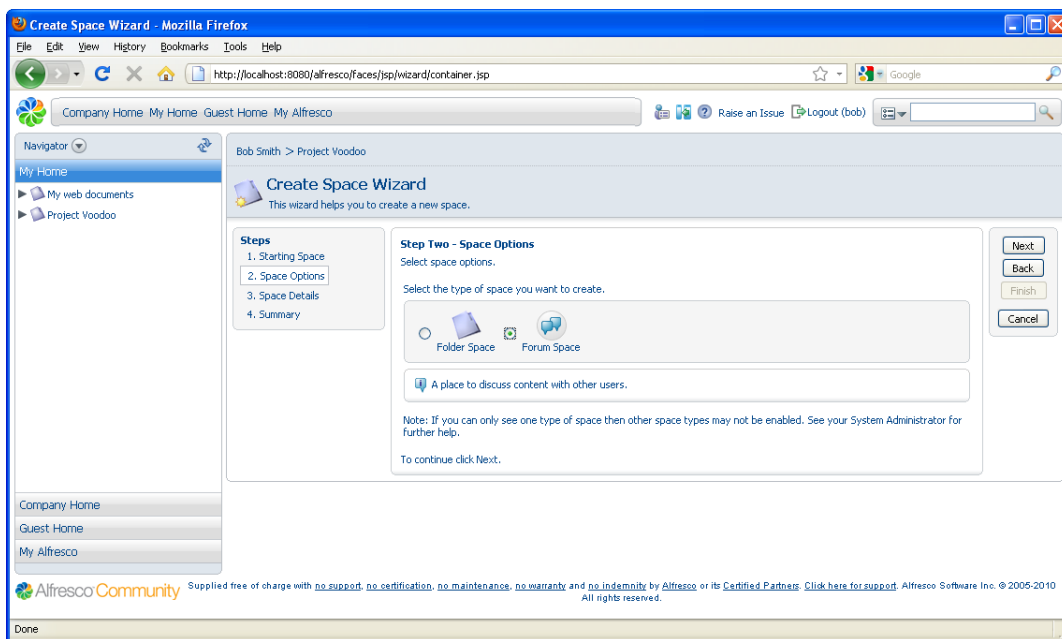 Create Space Wizard - Mozilla Firefox
File Edit View History Bookmarks Tools Help
http://localhost:8080/alfresco/faces/jsp/wizard/container.jsp
Google
Company Home My Home Guest Home My Alfresco
Raise an Issue Logout (bob)
Navigator
My Home
My web documents
Project Voodoo
Company Home
Guest Home
My Alfresco
Bob Smith > Project Voodoo
Create Space Wizard
This wizard helps you to create a new space.
Steps
1. Starting Space
2. Space Options
3. Space Details
4. Summary
Step Two - Space Options
Select space options.
Select the type of space you want to create.
Folder Space
Forum Space
A place to discuss content with other users.
Note: If you can only see one type of space then other space types may not be enabled. See your System Administrator for
further help.
To continue click Next.
Next
Back
Finish
Cancel
Alfresco Community
Supplied free of charge with no support, no certification, no maintenance, no warranty and no indemnity by Alfresco or its Certified Partners. Click here for support. Alfresco Software Inc. © 2005-2010
All rights reserved.
Done